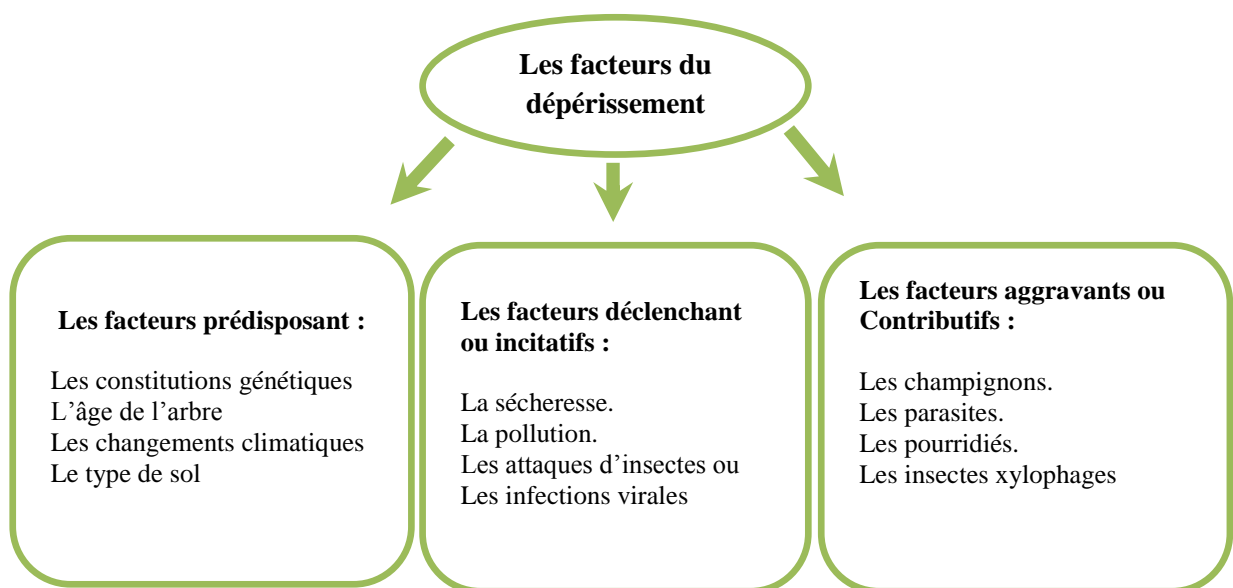 Les facteurs du
dépérissement
Les facteurs prédisposant :
Les constitutions génétiques
L’âge de l’arbre
Les changements climatiques
Le type de sol
Les facteurs déclenchant
ou incitatifs :
La sécheresse.
La pollution.
Les attaques d’insectes ou
Les infections virales
Les facteurs aggravants ou
Contributifs :
Les champignons.
Les parasites.
Les pourridiés.
Les insectes xylophages